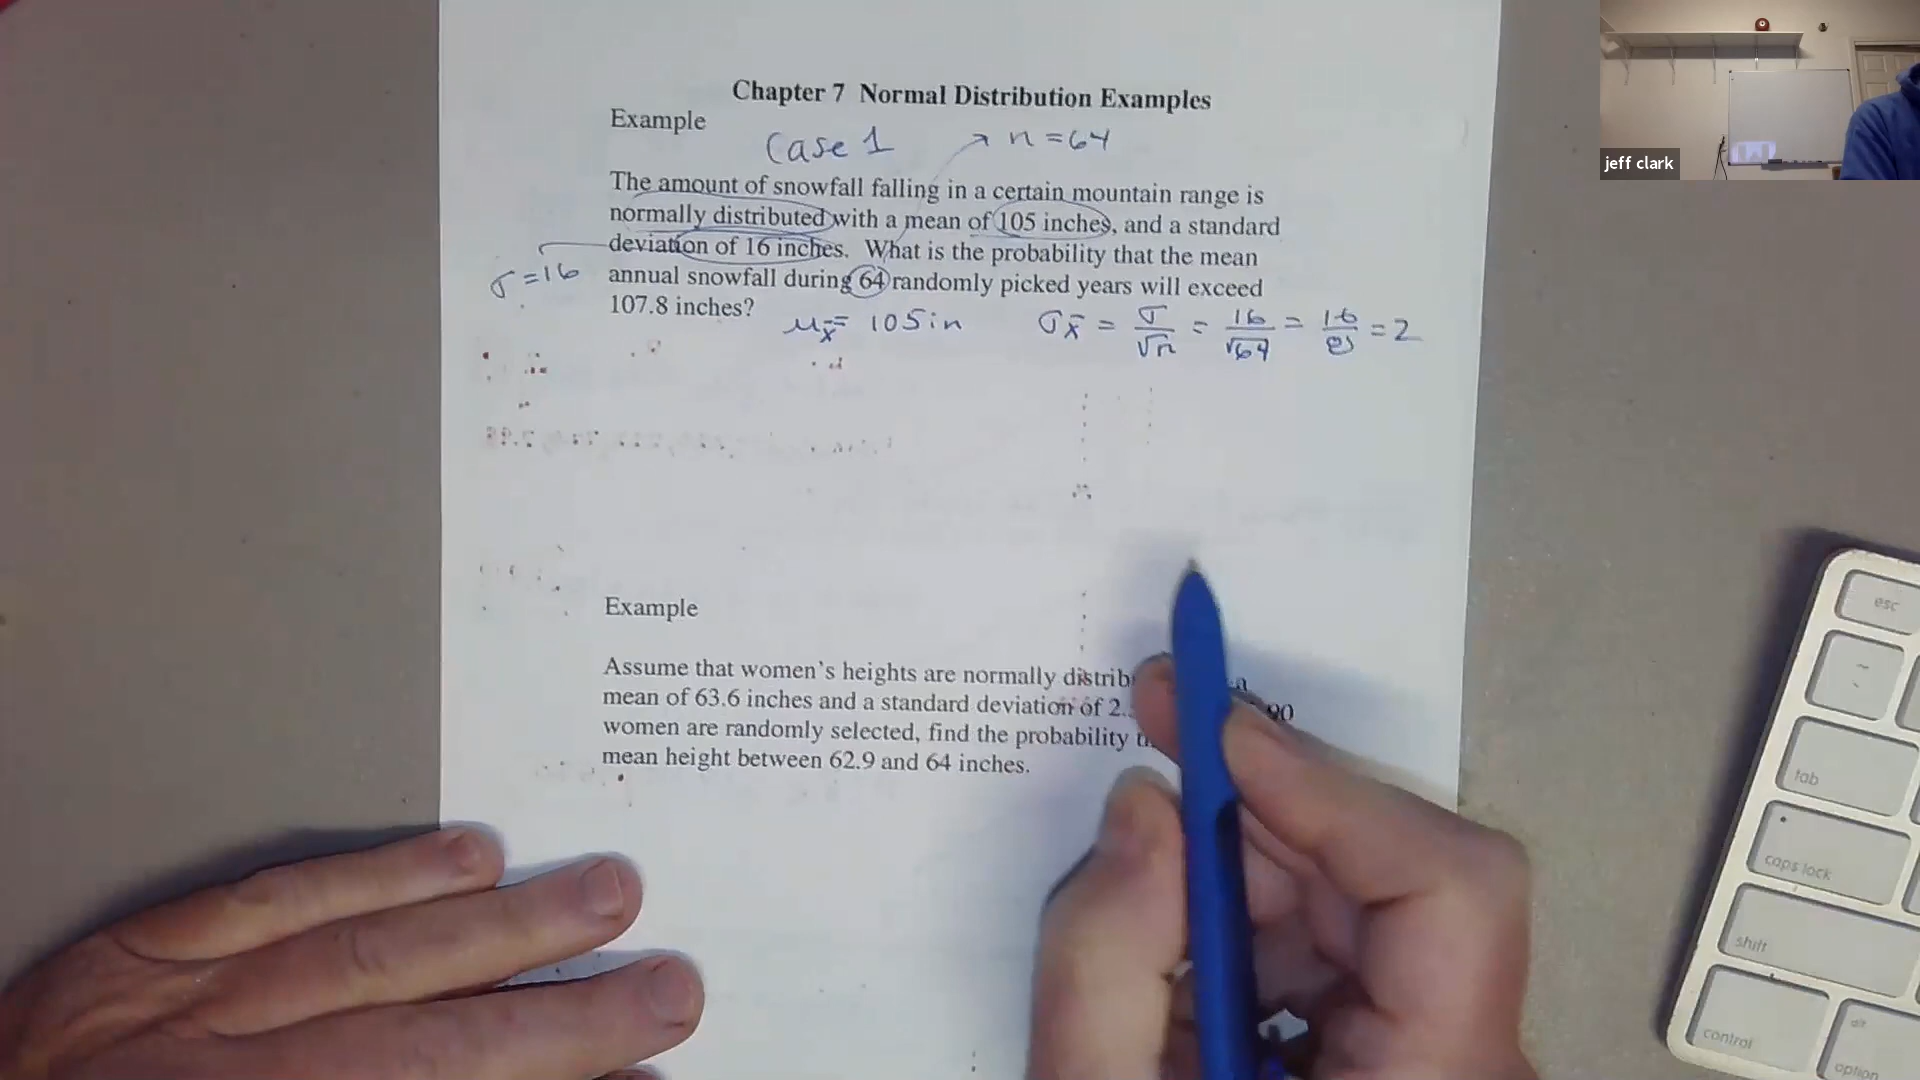 Chapter 7 Normal Distribution Examples
Example
Case 1
n = 64
The amount of snowfall falling in a certain mountain range is
normally distributed with a mean of 105 inches, and a standard
deviation of 16 inches. What is the probability that the mean
σ = 16
annual snowfall during 64 randomly picked years will exceed
107.8 inches?
μx̄ = 105 in
σx̄ = σ/√n = 16/√64 = 16/8 = 2
Example
Assume that women's heights are normally a
mean of 63.6 inches and a standard deviation of 90
women are randomly selected, find the probability
mean height between 62.9 and 64 inches.
jeff clark
esc
~
tab
caps lock
shift
control
alt
option